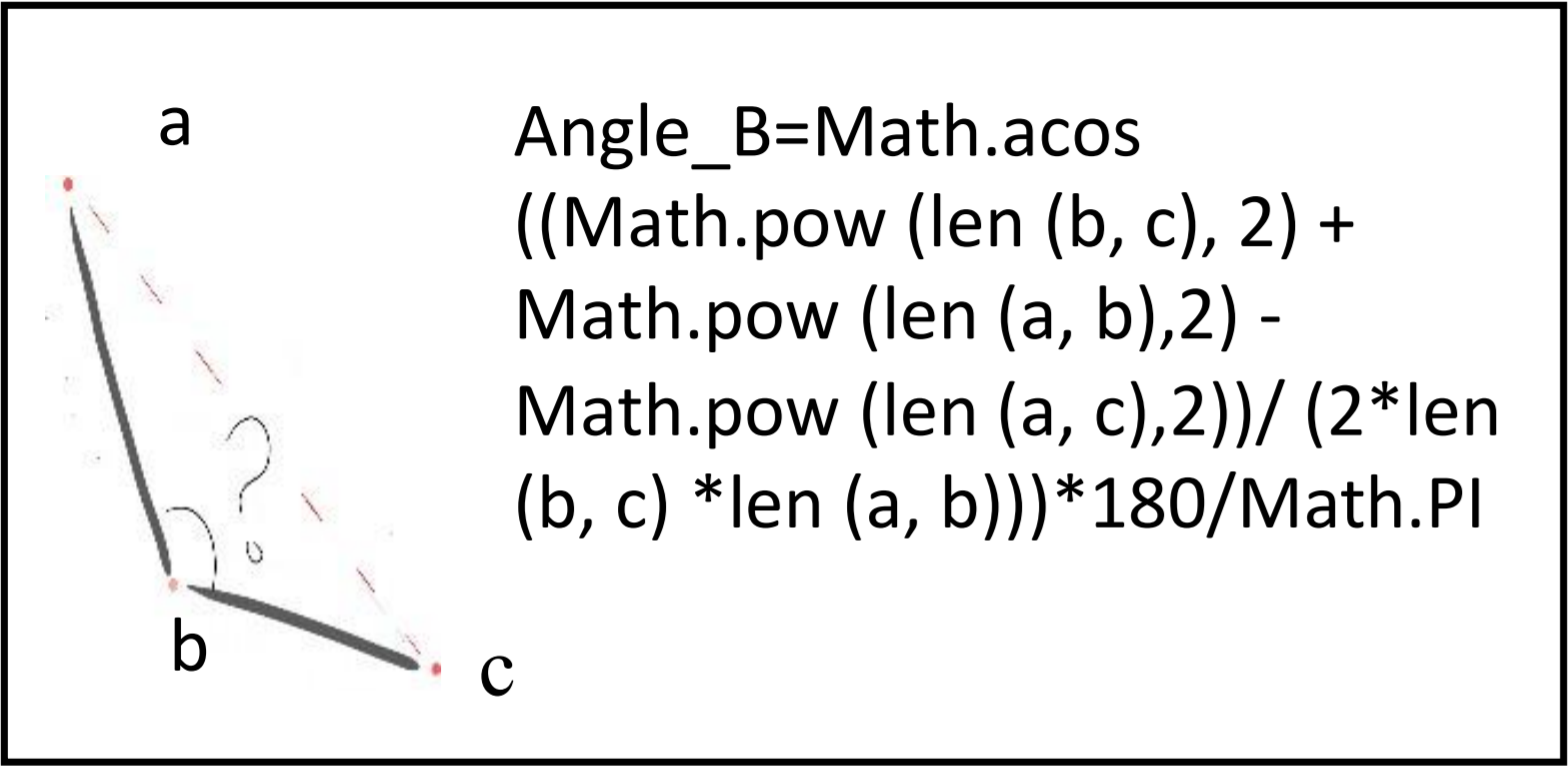 a
Angle_B=Math.acos
((Math.pow (len (b, c), 2) +
Math.pow (len (a, b),2) -
Math.pow (len (a, c),2))/ (2*len
(b, c) *len (a, b)))*180/Math.PI
?
b
c